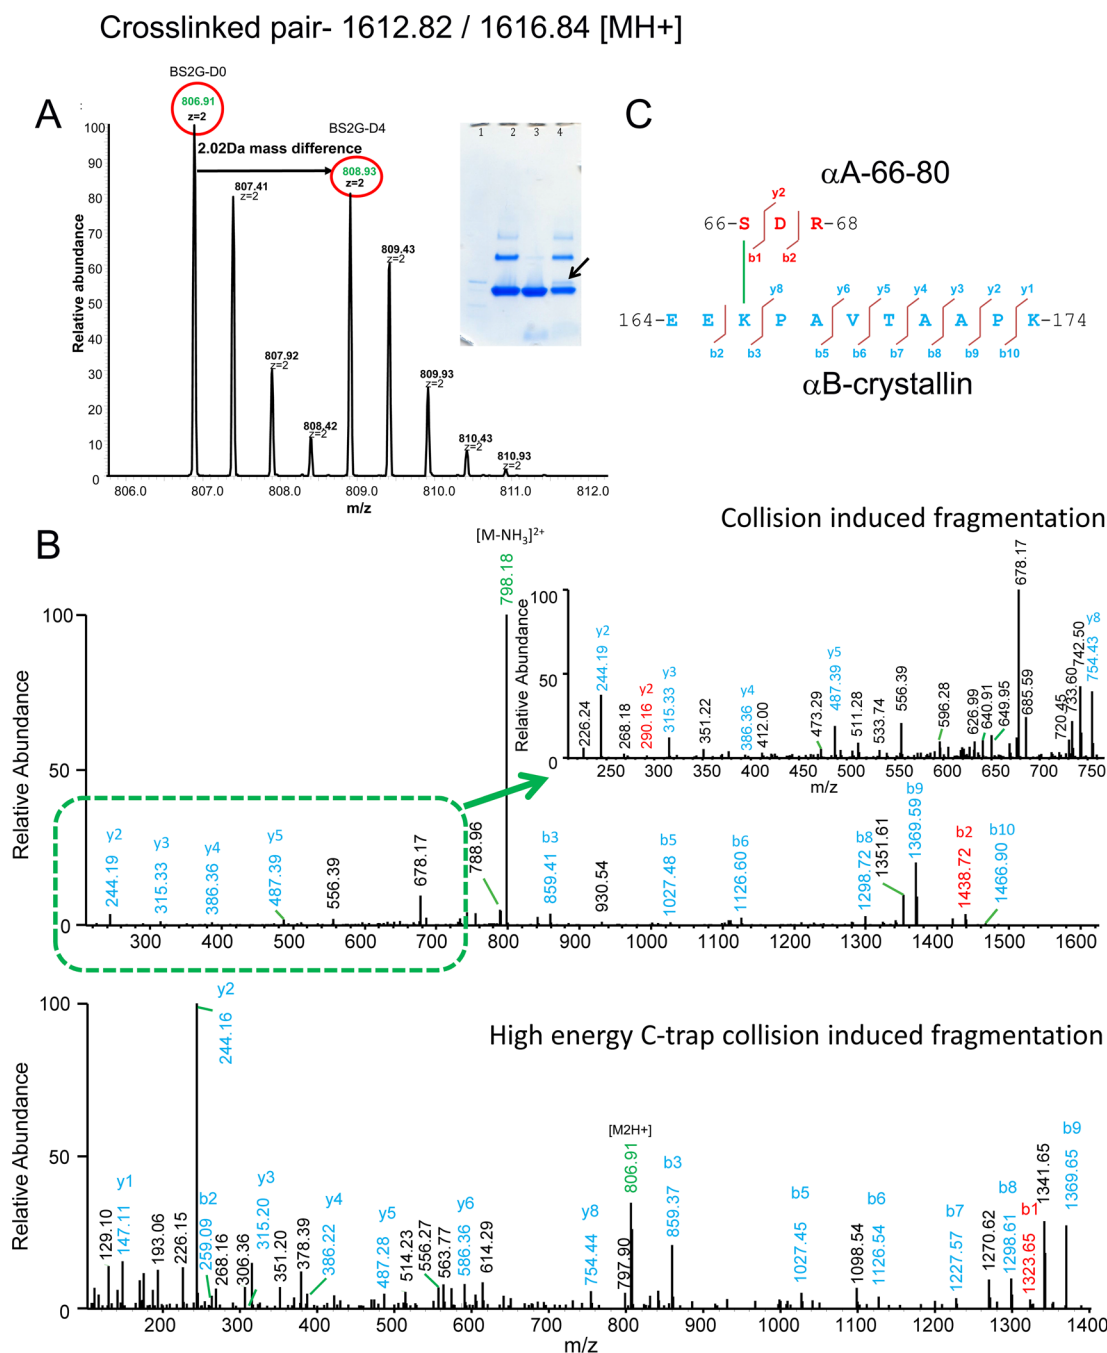 Crosslinked pair- 1612.82 / 1616.84 [MH+]
A
BS2G-D0
806.91
z=2
BS2G-D4
2.02Da mass difference
808.93
z=2
807.41
z=2
809.43
z=2
807.92
z=2
809.93
z=2
808.42
z=2
810.43
z=2
810.93
z=2
Relative abundance
100
90
80
70
60
50
40
30
20
10
0
806.0 807.0 808.0 809.0 810.0 811.0 812.0
m/z
1 2 3 4
C
αA-66-80
y2
66-S D R-68
b1 b2
y8 y6 y5 y4 y3 y2 y1
164-E E K P A V T A A P K-174
b2 b3 b5 b6 b7 b8 b9 b10
αB-crystallin
B
Collision induced fragmentation
[M-NH3]2+
798.18
Relative Abundance
100
50
0
y2
244.19
y3
315.33
y4
386.36
y5
487.39
556.39
678.17
788.96
b3
859.41
930.54
b5
1027.48
b6
1126.60
b8
1298.72
1351.61
b9
1369.59
b2
1438.72
b10
1466.90
300 400 500 600 700 800 900 1000 1100 1200 1300 1400 1500 1600
Relative Abundance
100
50
0
226.24
y2
244.19
268.18
y2
290.16
y3
315.33
351.22
y4
386.36
412.00
473.29
y5
487.39
511.28
533.74
556.39
596.28
626.99
640.91
649.95
678.17
685.59
720.45
733.60
742.50
y8
754.43
250 300 350 400 450 500 550 600 650 700 750
m/z
High energy C-trap collision induced fragmentation
Relative Abundance
100
50
0
129.10
y1
147.11
193.06
226.15
y2
244.16
b2
259.09
268.16
306.36
y3
315.20
351.20
378.39
y4
386.22
y5
487.28
514.23
556.27
563.77
y6
586.36
614.29
y8
754.44
797.90
[M2H+]
806.91
b3
859.37
b5
1027.45
1098.54
b6
1126.54
b7
1227.57
1270.62
b8
1298.61
b1
1323.65
1341.65
b9
1369.65
200 300 400 500 600 700 800 900 1000 1100 1200 1300 1400
m/z